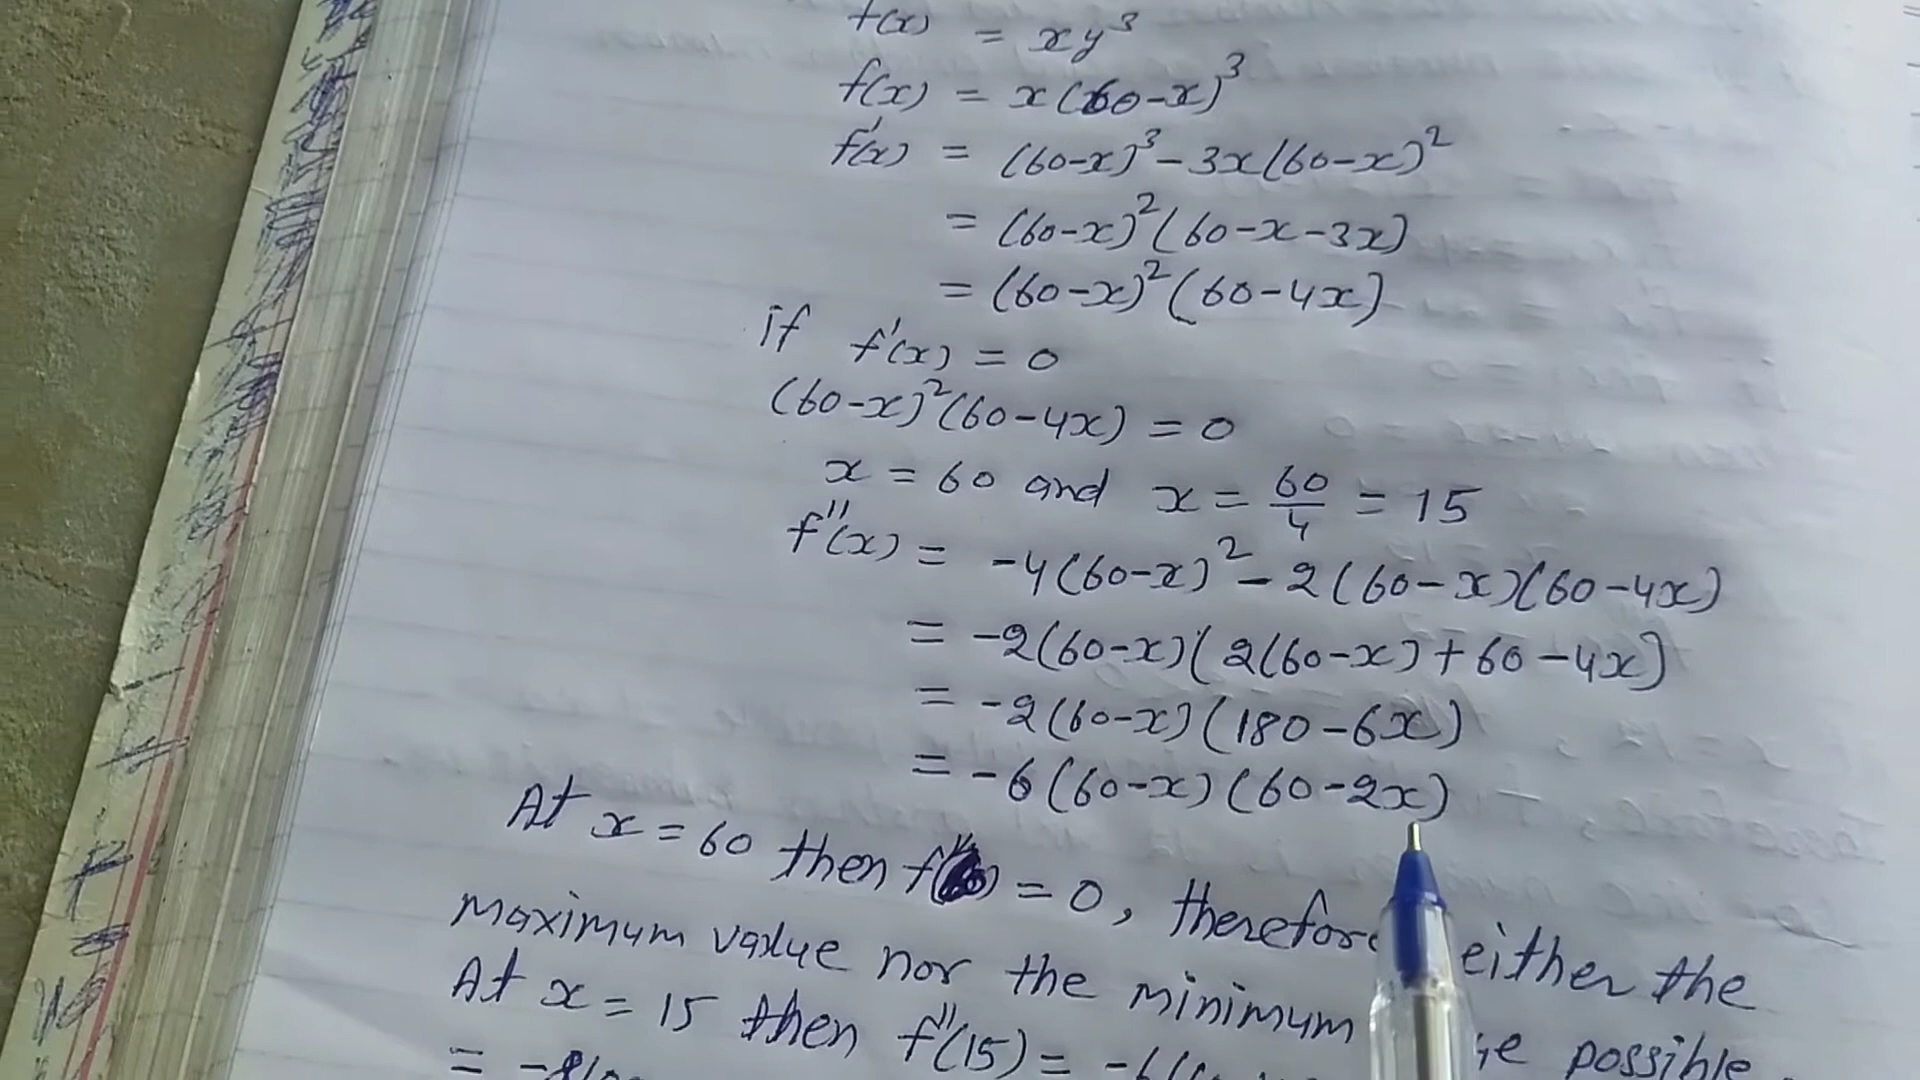 f(x) = xy³
f(x) = x(60-x)³
f'(x) = (60-x)³ - 3x(60-x)²
= (60-x)²(60-x-3x)
= (60-x)²(60-4x)
if f'(x) = 0
(60-x)²(60-4x) = 0
x = 60 and x = 60/4 = 15
f''(x) = -4(60-x)² - 2(60-x)(60-4x)
= -2(60-x)(2(60-x)+60-4x)
= -2(60-x)(180-6x)
= -6(60-x)(60-2x)
At x = 60 then = 0, either the
maximum value nor the minimum possible
At x = 15 then f''(15) =